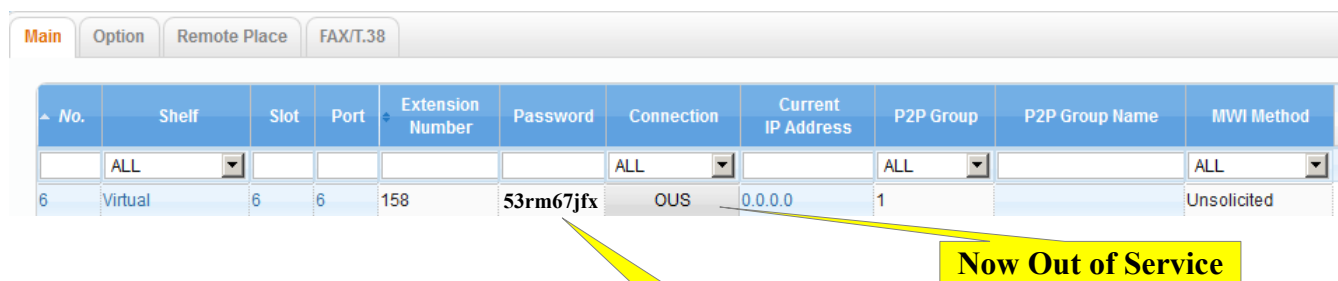 Main Option Remote Place FAX/T.38
No. Shelf Slot Port Extension Number Password Connection Current IP Address P2P Group P2P Group Name MWI Method
ALL ALL ALL ALL
6 Virtual 6 6 158 53rm67jfx OUS 0.0.0.0 1 Unsolicited
Now Out of Service